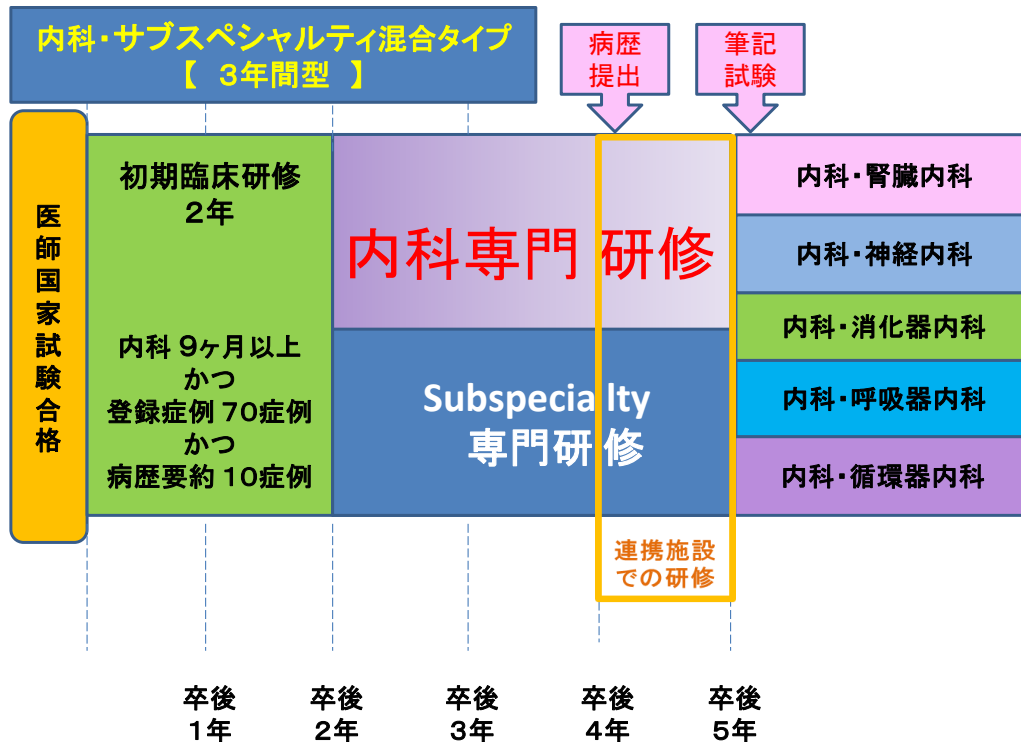 内科・サブスペシャルティ混合タイプ
【 3年間型 】
病歴
提出
筆記
試験
医師国家試験合格
初期臨床研修
2年
内科 9ヶ月以上
かつ
登録症例 70症例
かつ
病歴要約 10症例
内科専門 研修
Subspecialty
専門研修
連携施設
での研修
内科・腎臓内科
内科・神経内科
内科・消化器内科
内科・呼吸器内科
内科・循環器内科
卒後
1年
卒後
2年
卒後
3年
卒後
4年
卒後
5年